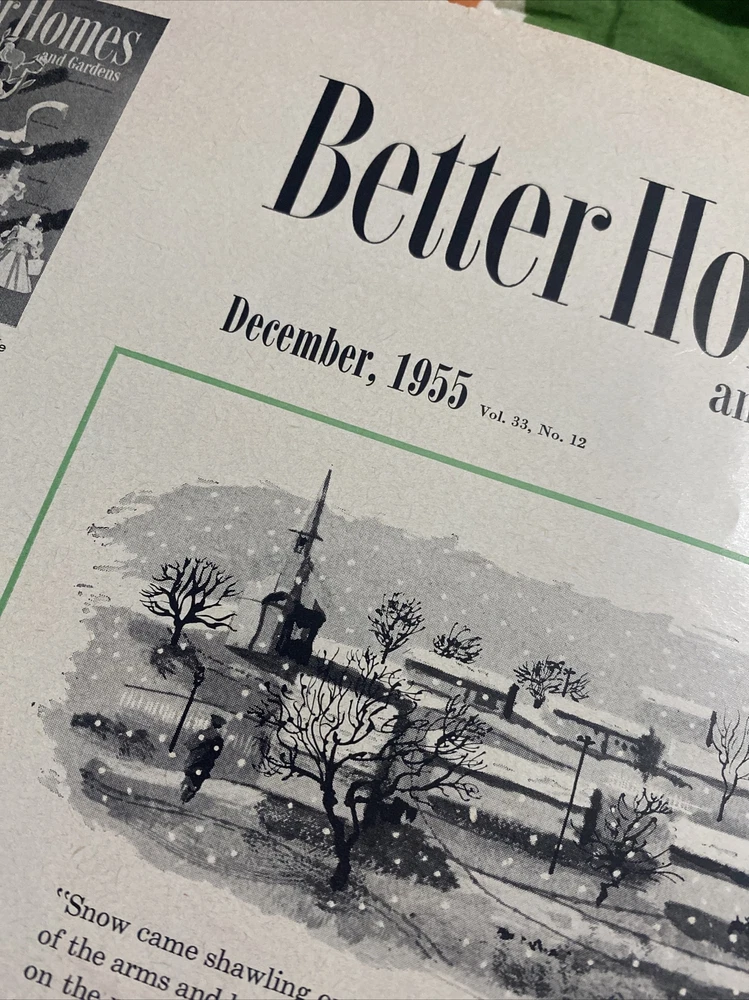 Homes
and Gardens
Better Ho
an
December, 1955 Vol. 33, No. 12
“Snow came shawling
of the arms and
on the